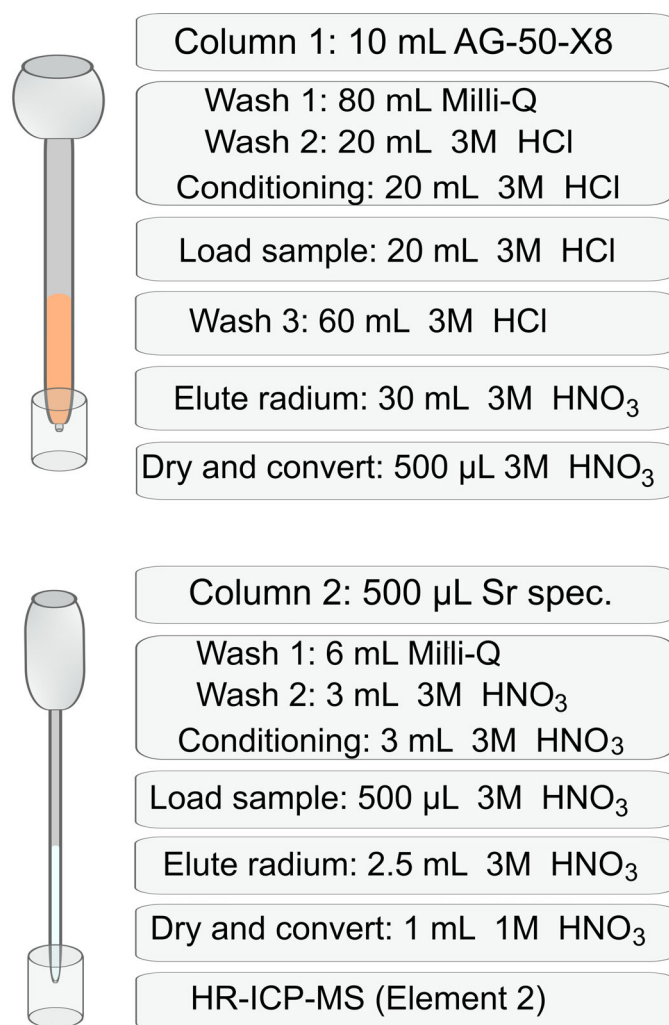 Column 1: 10 mL AG-50-X8
Wash 1: 80 mL Milli-Q
Wash 2: 20 mL 3M HCl
Conditioning: 20 mL 3M HCl
Load sample: 20 mL 3M HCl
Wash 3: 60 mL 3M HCl
Elute radium: 30 mL 3M HNO₃
Dry and convert: 500 µL 3M HNO₃
Column 2: 500 µL Sr spec.
Wash 1: 6 mL Milli-Q
Wash 2: 3 mL 3M HNO₃
Conditioning: 3 mL 3M HNO₃
Load sample: 500 µL 3M HNO₃
Elute radium: 2.5 mL 3M HNO₃
Dry and convert: 1 mL 1M HNO₃
HR-ICP-MS (Element 2)